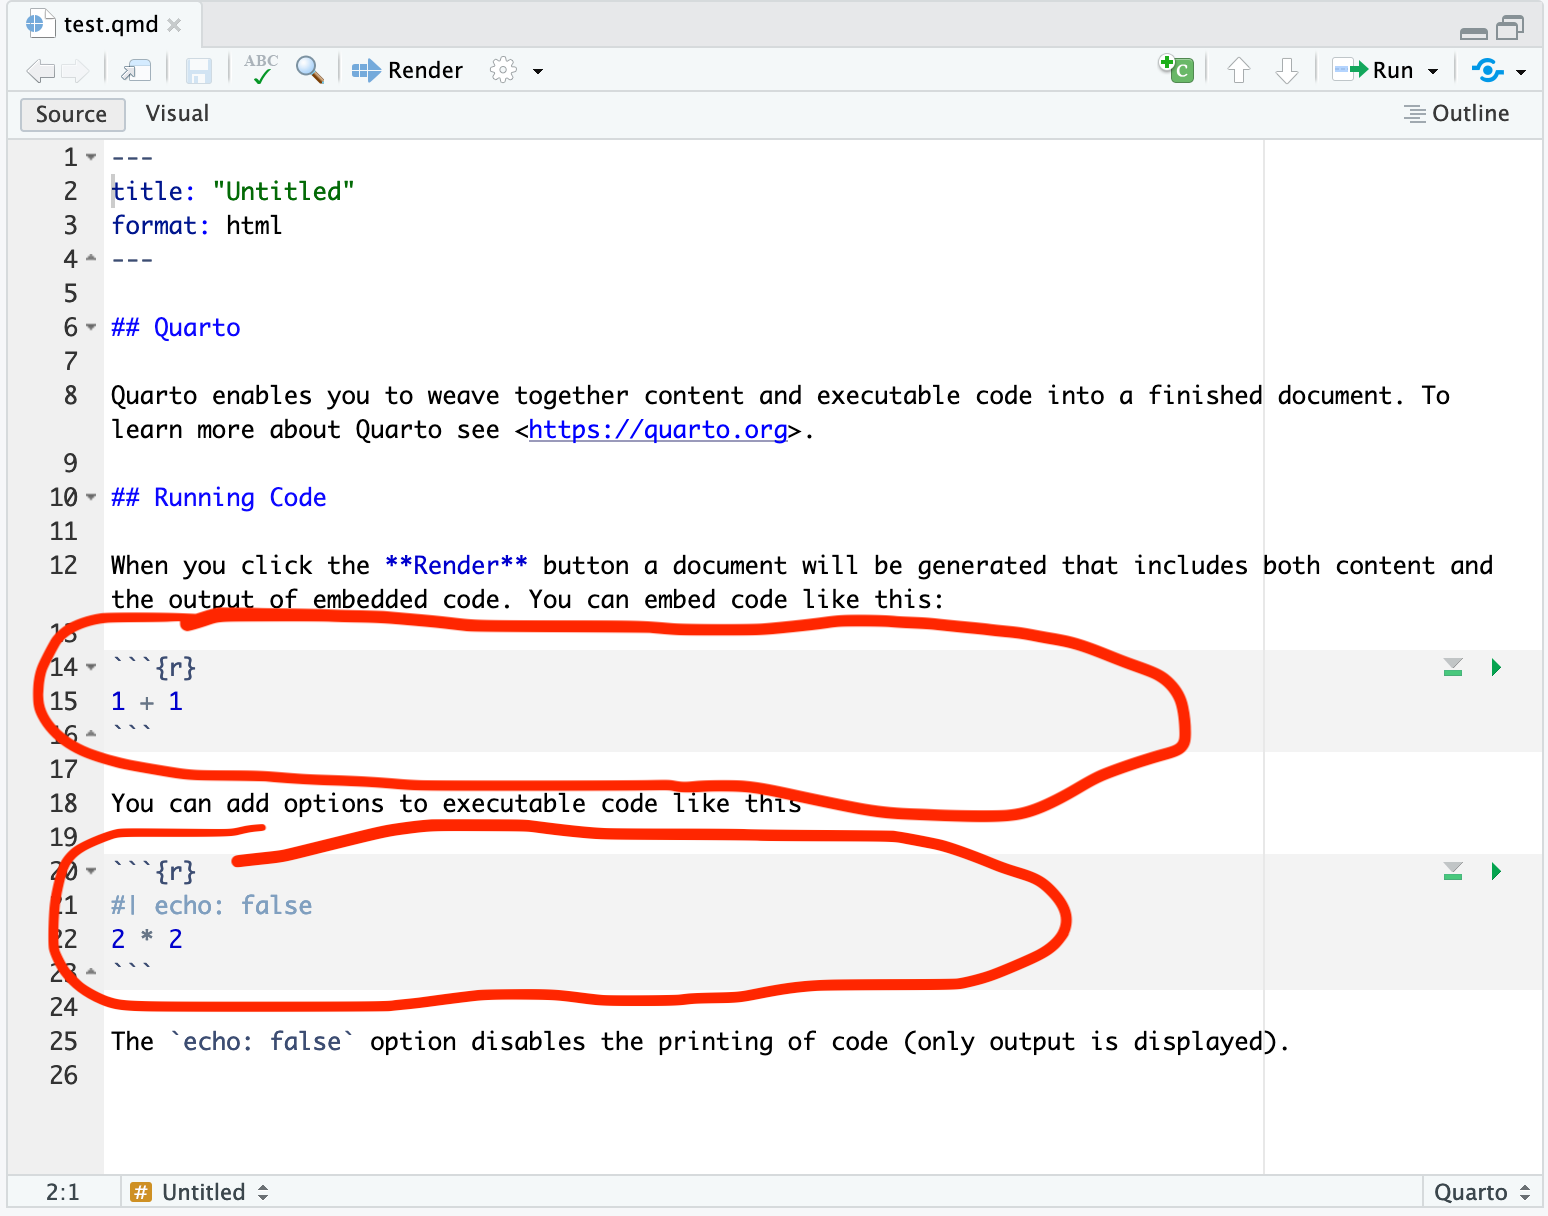 test.qmd
ABC Render C Run
Source Visual Outline
1 ---
2 title: "Untitled"
3 format: html
4 ---
5
6 ## Quarto
7
8 Quarto enables you to weave together content and executable code into a finished document. To
learn more about Quarto see <https://quarto.org>.
9
10 ## Running Code
11
12 When you click the **Render** button a document will be generated that includes both content and
the output of embedded code. You can embed code like this:
13
14 ```{r}
15 1 + 1
16 ```
17
18 You can add options to executable code like this
19
20 ```{r}
21 #| echo: false
22 2 * 2
23 ```
24
25 The `echo: false` option disables the printing of code (only output is displayed).
26
2:1 # Untitled Quarto